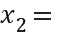 x₂ =